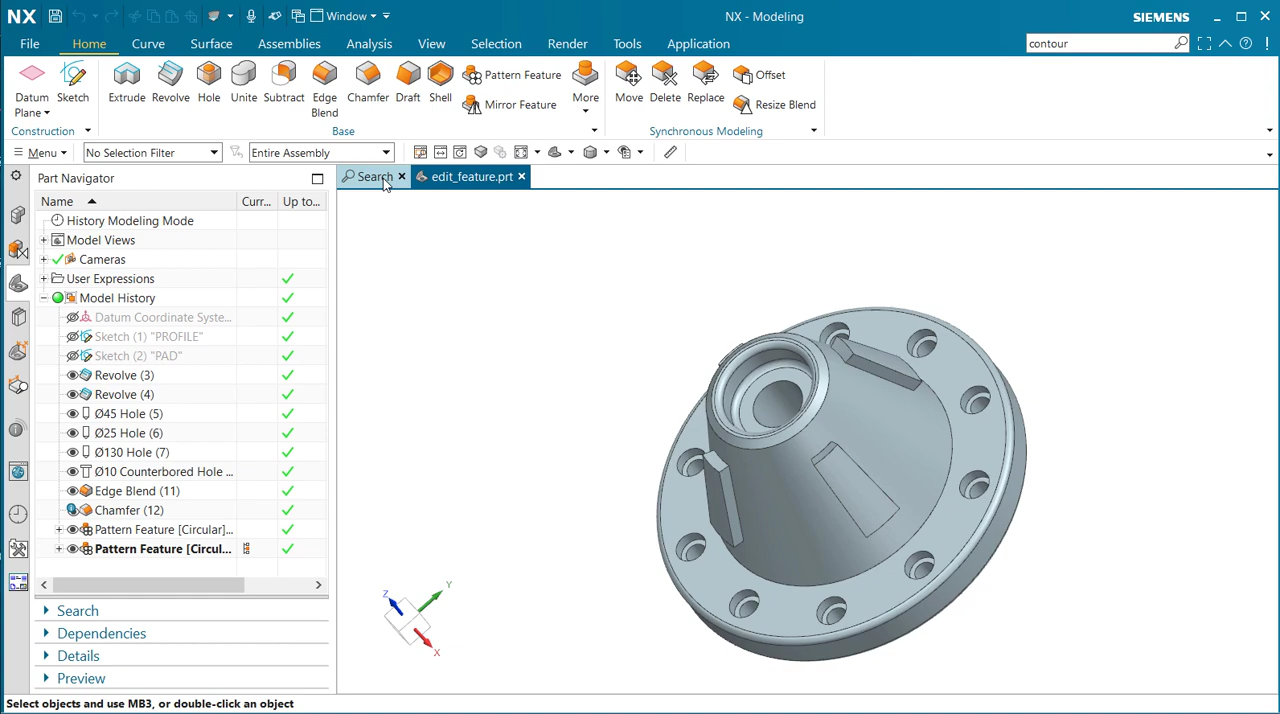 NX Window NX - Modeling SIEMENS
File Home Curve Surface Assemblies Analysis View Selection Render Tools Application contour
Datum Plane Sketch Extrude Revolve Hole Unite Subtract Edge Blend Chamfer Draft Shell Pattern Feature Mirror Feature More Move Delete Replace Offset Resize Blend
Construction Base Synchronous Modeling
Menu No Selection Filter Entire Assembly
Part Navigator Search edit_feature.prt
Name Curr... Up to...
History Modeling Mode
Model Views
Cameras
User Expressions
Model History
Datum Coordinate Syste...
Sketch (1) "PROFILE"
Sketch (2) "PAD"
Revolve (3)
Revolve (4)
Ø45 Hole (5)
Ø25 Hole (6)
Ø130 Hole (7)
Ø10 Counterbored Hole ...
Edge Blend (11)
Chamfer (12)
Pattern Feature [Circular]...
Pattern Feature [Circul...
Search
Dependencies
Details
Preview
Z Y
X
Select objects and use MB3, or double-click an object